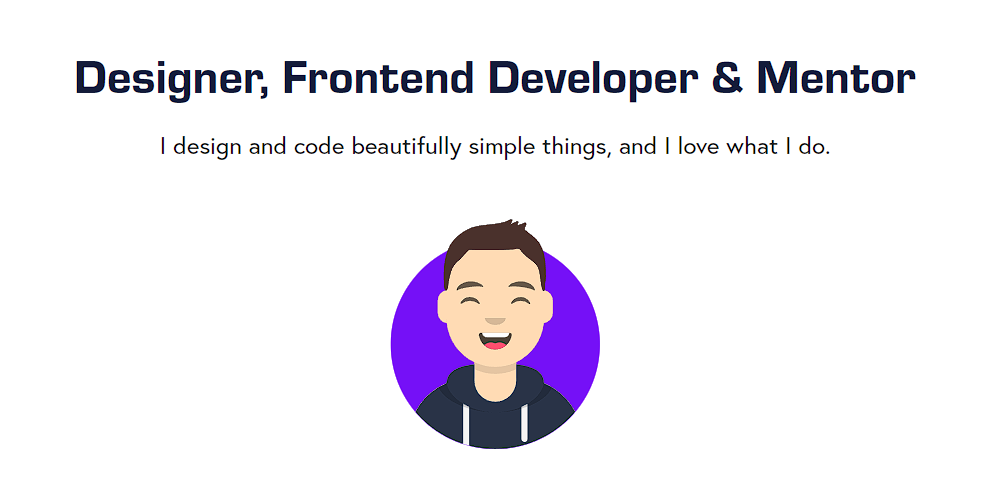 Designer, Frontend Developer & Mentor
I design and code beautifully simple things, and I love what I do.